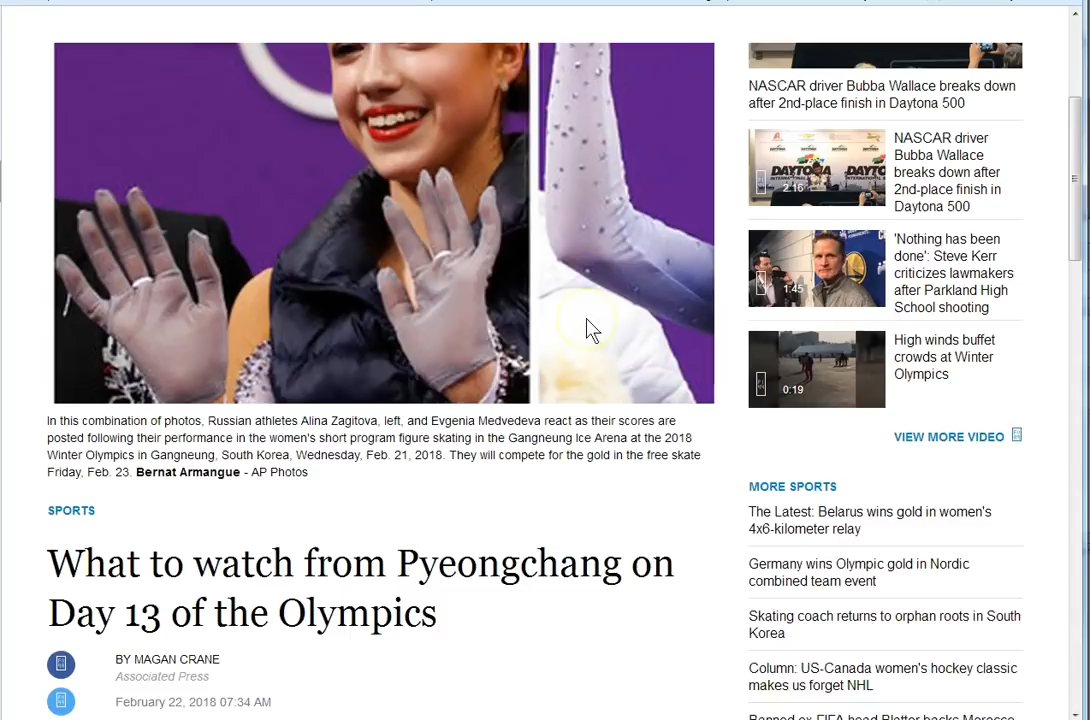 In this combination of photos, Russian athletes Alina Zagitova, left, and Evgenia Medvedeva react as their scores are
posted following their performance in the women's short program figure skating in the Gangneung Ice Arena at the 2018
Winter Olympics in Gangneung, South Korea, Wednesday, Feb. 21, 2018. They will compete for the gold in the free skate
Friday, Feb. 23. Bernat Armangue - AP Photos
SPORTS
What to watch from Pyeongchang on
Day 13 of the Olympics
BY MAGAN CRANE
Associated Press
February 22, 2018 07:34 AM
NASCAR driver Bubba Wallace breaks down
after 2nd-place finish in Daytona 500
DAYTONA
2:16
NASCAR driver
Bubba Wallace
breaks down after
2nd-place finish in
Daytona 500
1:45
'Nothing has been
done': Steve Kerr
criticizes lawmakers
after Parkland High
School shooting
0:19
High winds buffet
crowds at Winter
Olympics
VIEW MORE VIDEO
MORE SPORTS
The Latest: Belarus wins gold in women's
4x6-kilometer relay
Germany wins Olympic gold in Nordic
combined team event
Skating coach returns to orphan roots in South
Korea
Column: US-Canada women's hockey classic
makes us forget NHL
Banned ex-FIFA head Blatter backs Morocco